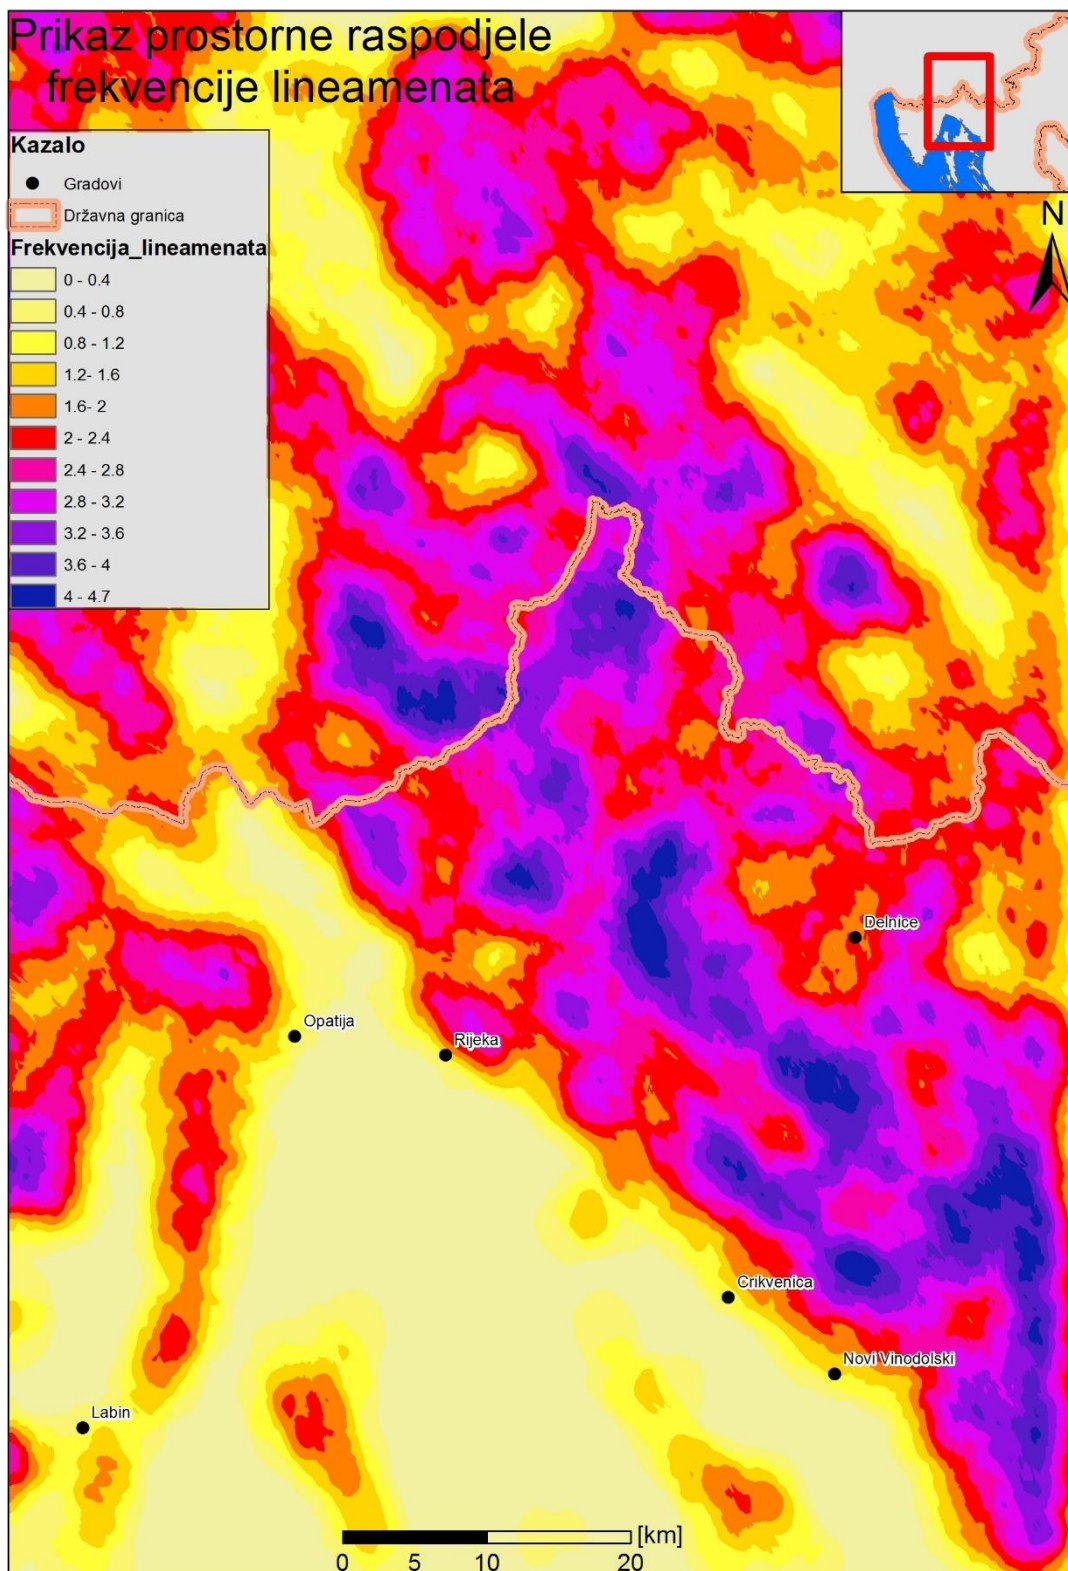 Prikaz prostorne raspodjele
frekvencije lineamenata
Kazalo
Gradovi
Državna granica
Frekvencija_lineamenata
0 - 0.4
0.4 - 0.8
0.8 - 1.2
1.2- 1.6
1.6- 2
2 - 2.4
2.4 - 2.8
2.8 - 3.2
3.2 - 3.6
3.6 - 4
4 - 4.7
N
Delnice
Opatija
Rijeka
Crikvenica
Novi Vinodolski
Labin
[km]
0 5 10 20